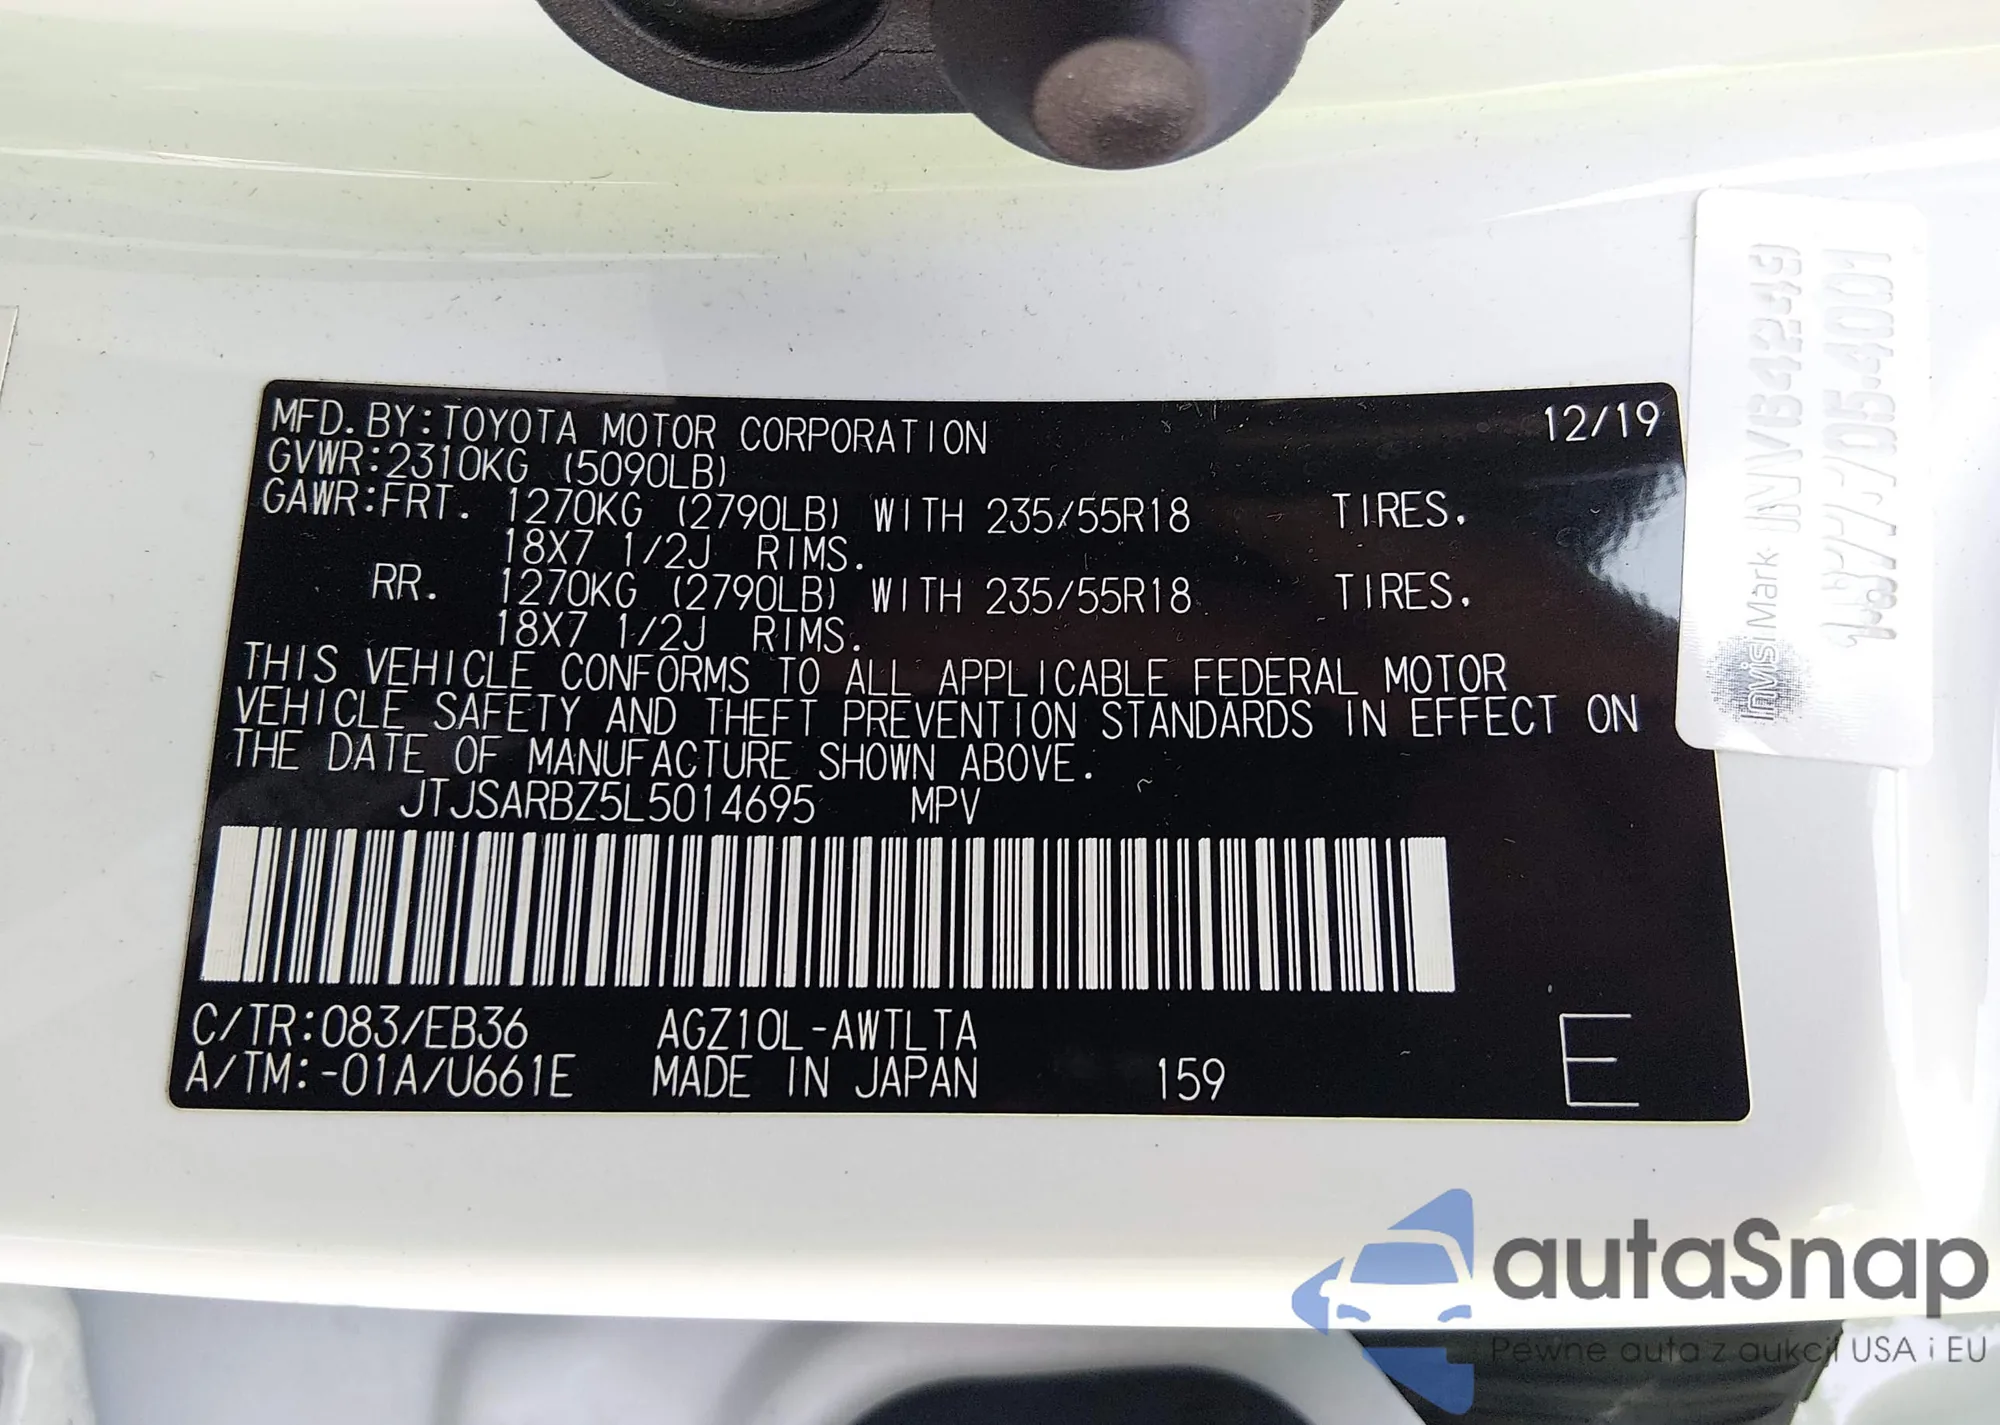 MFD. BY: TOYOTA MOTOR CORPORATION 12/19
GVWR: 2310KG (5090LB)
GAWR: FRT. 1270KG (2790LB) WITH 235/55R18 TIRES.
18X7 1/2J RIMS.
RR. 1270KG (2790LB) WITH 235/55R18 TIRES.
18X7 1/2J RIMS.
THIS VEHICLE CONFORMS TO ALL APPLICABLE FEDERAL MOTOR
VEHICLE SAFETY AND THEFT PREVENTION STANDARDS IN EFFECT ON
THE DATE OF MANUFACTURE SHOWN ABOVE.
JTJSARBZ5L5014695 MPV
C/TR: 083/EB36 AGZ10L-AWTLTA
A/TM: -01A/U661E MADE IN JAPAN 159 E
InvisiMark
autaSnap
Pewne auta z aukcji USA i EU